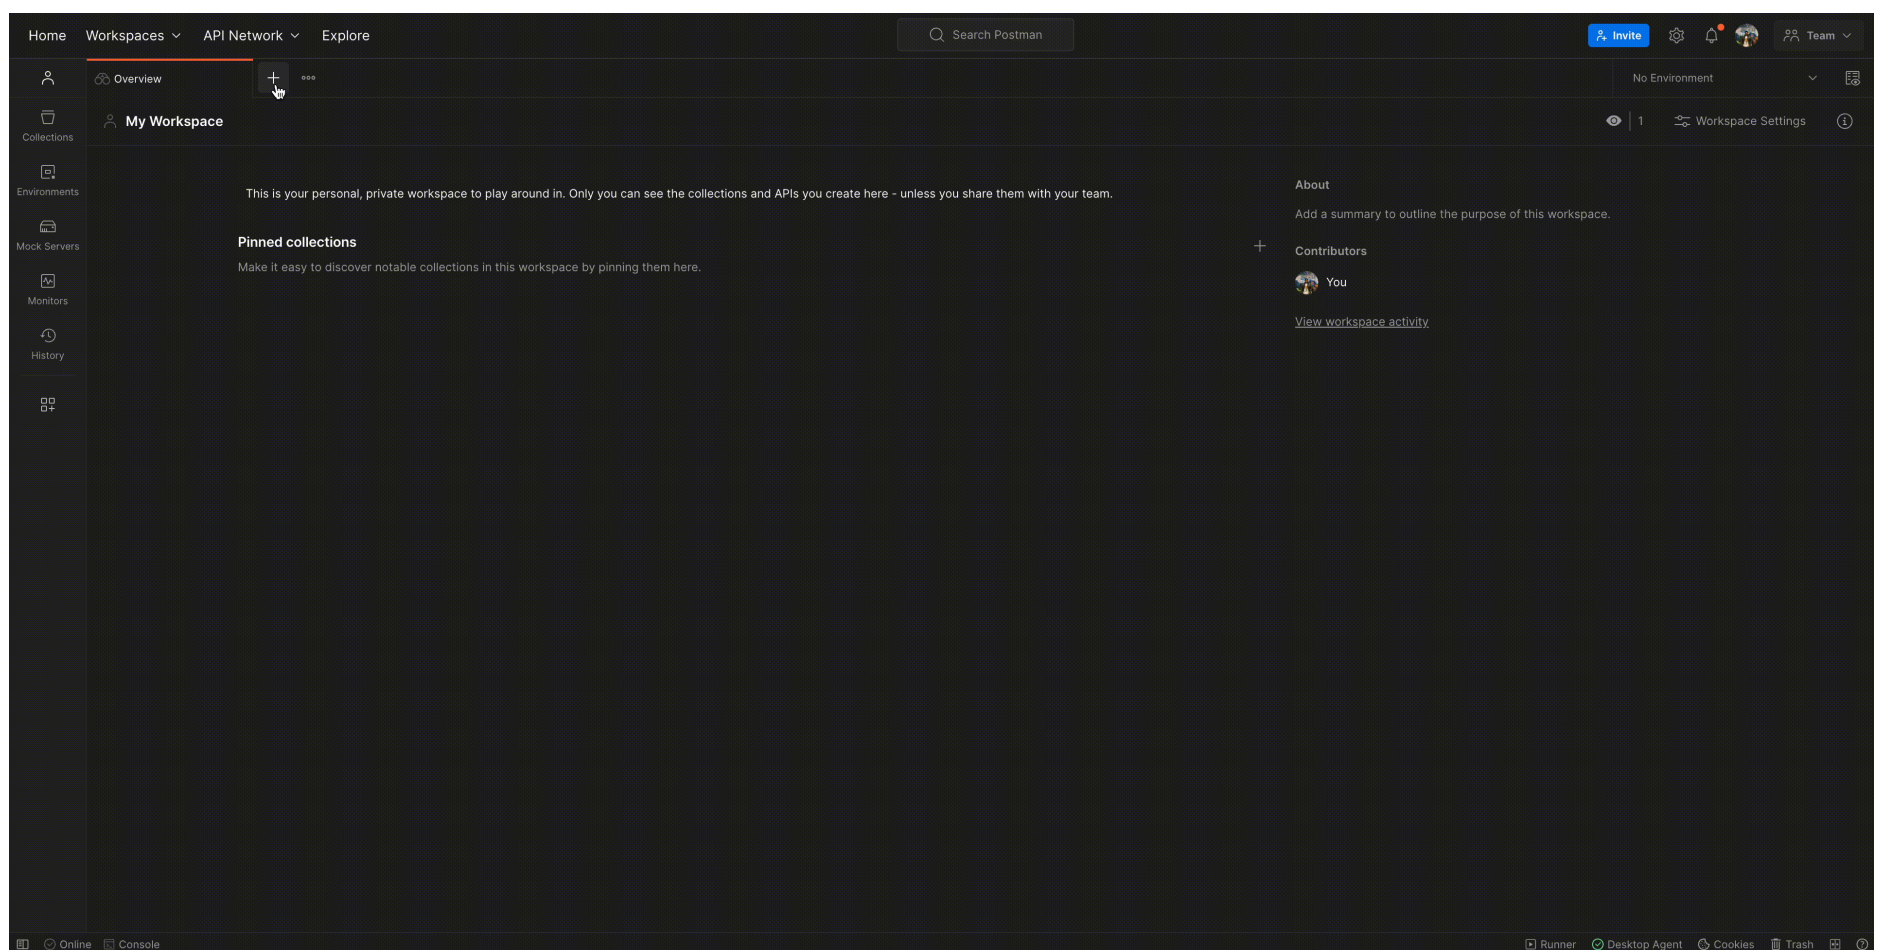 Home Workspaces API Network Explore Search Postman Invite Team
Overview No Environment
My Workspace 1 Workspace Settings
Collections
Environments
Mock Servers
Monitors
History
This is your personal, private workspace to play around in. Only you can see the collections and APIs you create here - unless you share them with your team.
Pinned collections
Make it easy to discover notable collections in this workspace by pinning them here.
About
Add a summary to outline the purpose of this workspace.
Contributors
You
View workspace activity
Online Console Runner Desktop Agent Cookies Trash